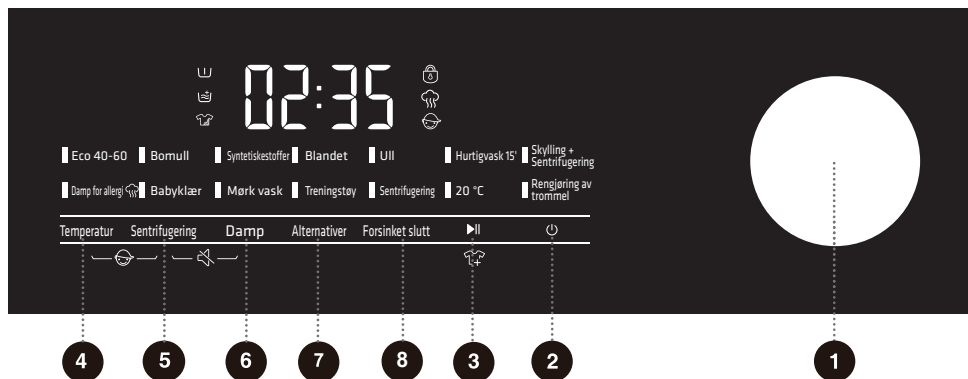 02:35
Eco 40-60 Bomull Syntetiskestoffer Blandet Ull Hurtigvask 15' Skylling +
Sentrifugering
Damp for allergi Babyklær Mørk vask Treningstøy Sentrifugering 20 °C Rengjøring av
trommel
Temperatur Sentrifugering Damp Alternativer Forsinket slutt
4 5 6 7 8 3 2 1